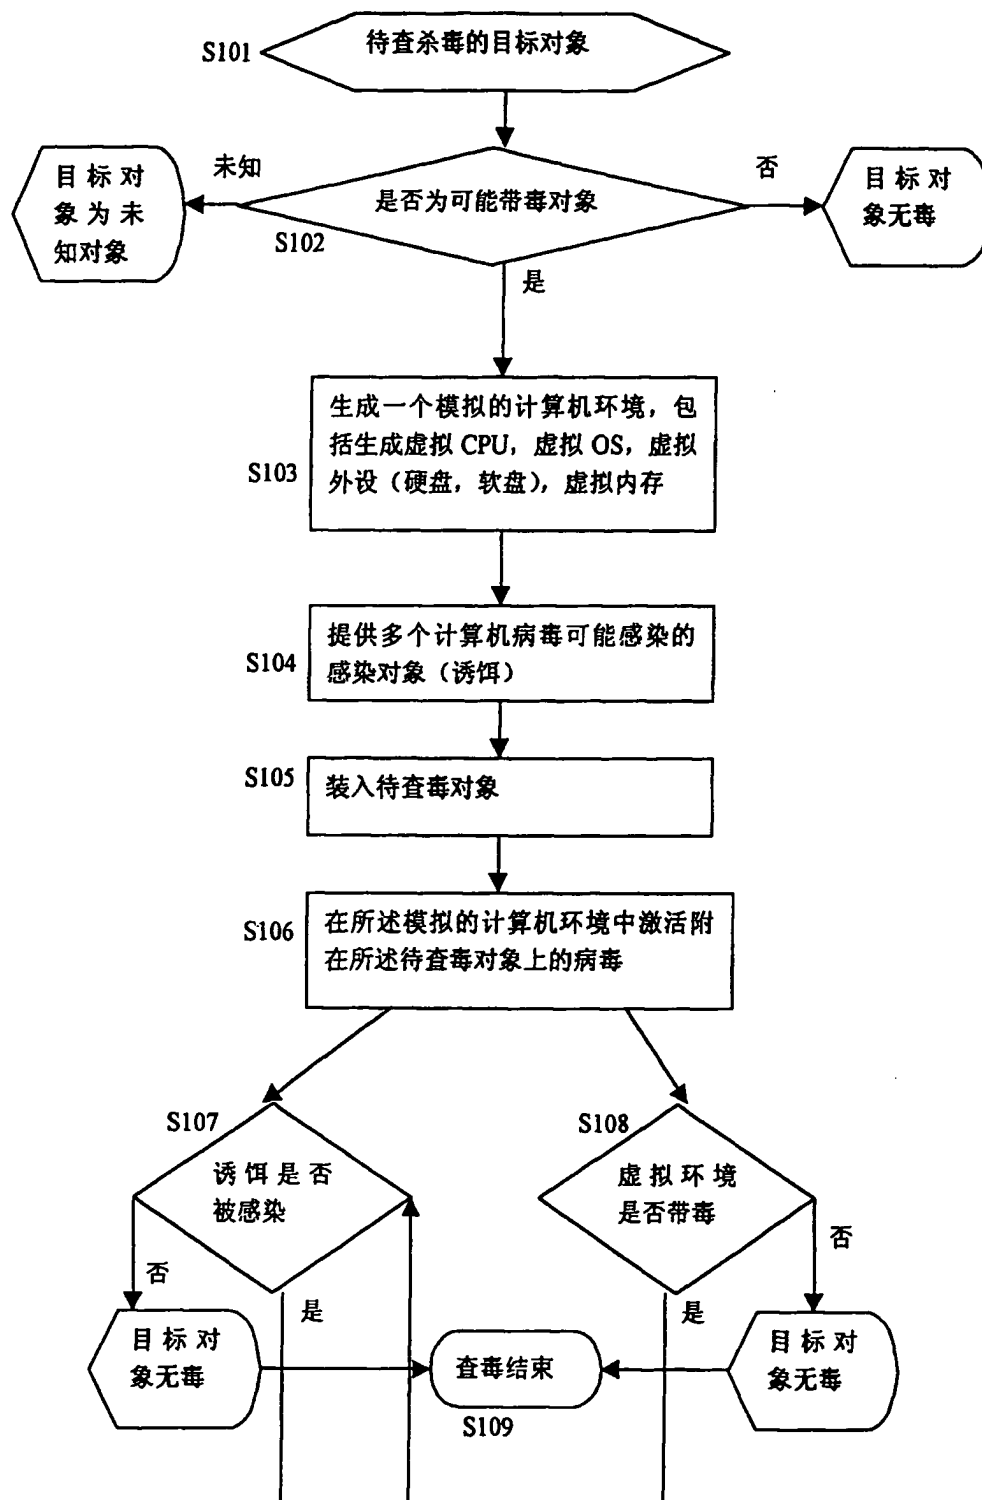 S101
待查杀毒的目标对象
未知
否
目标对
象为未
知对象
是否为可能带毒对象
目标对
象无毒
S102
是
S103
生成一个模拟的计算机环境，包
括生成虚拟 CPU，虚拟 OS，虚拟
外设（硬盘，软盘），虚拟内存
S104
提供多个计算机病毒可能感染的
感染对象（诱饵）
S105
装入待查毒对象
S106
在所述模拟的计算机环境中激活附
在所述待查毒对象上的病毒
S107
诱饵是否
被感染
S108
虚拟环境
是否带毒
否
是
是
否
目标对
象无毒
查毒结束
目标对
象无毒
S109